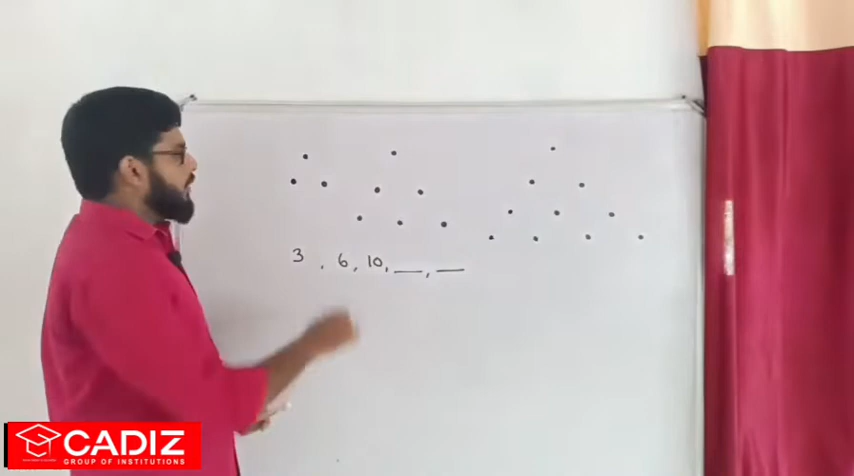 3 , 6, 10, __, __
CADIZ
GROUP OF INSTITUTIONS